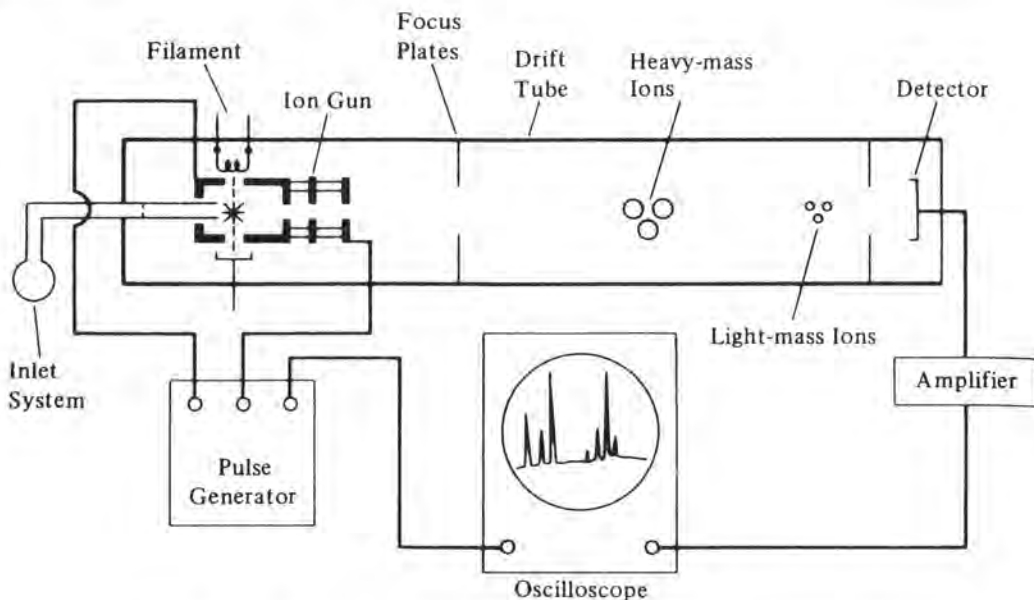 Filament
Ion Gun
Focus
Plates
Drift
Tube
Heavy-mass
Ions
Detector
Light-mass Ions
Inlet
System
Pulse
Generator
Amplifier
Oscilloscope